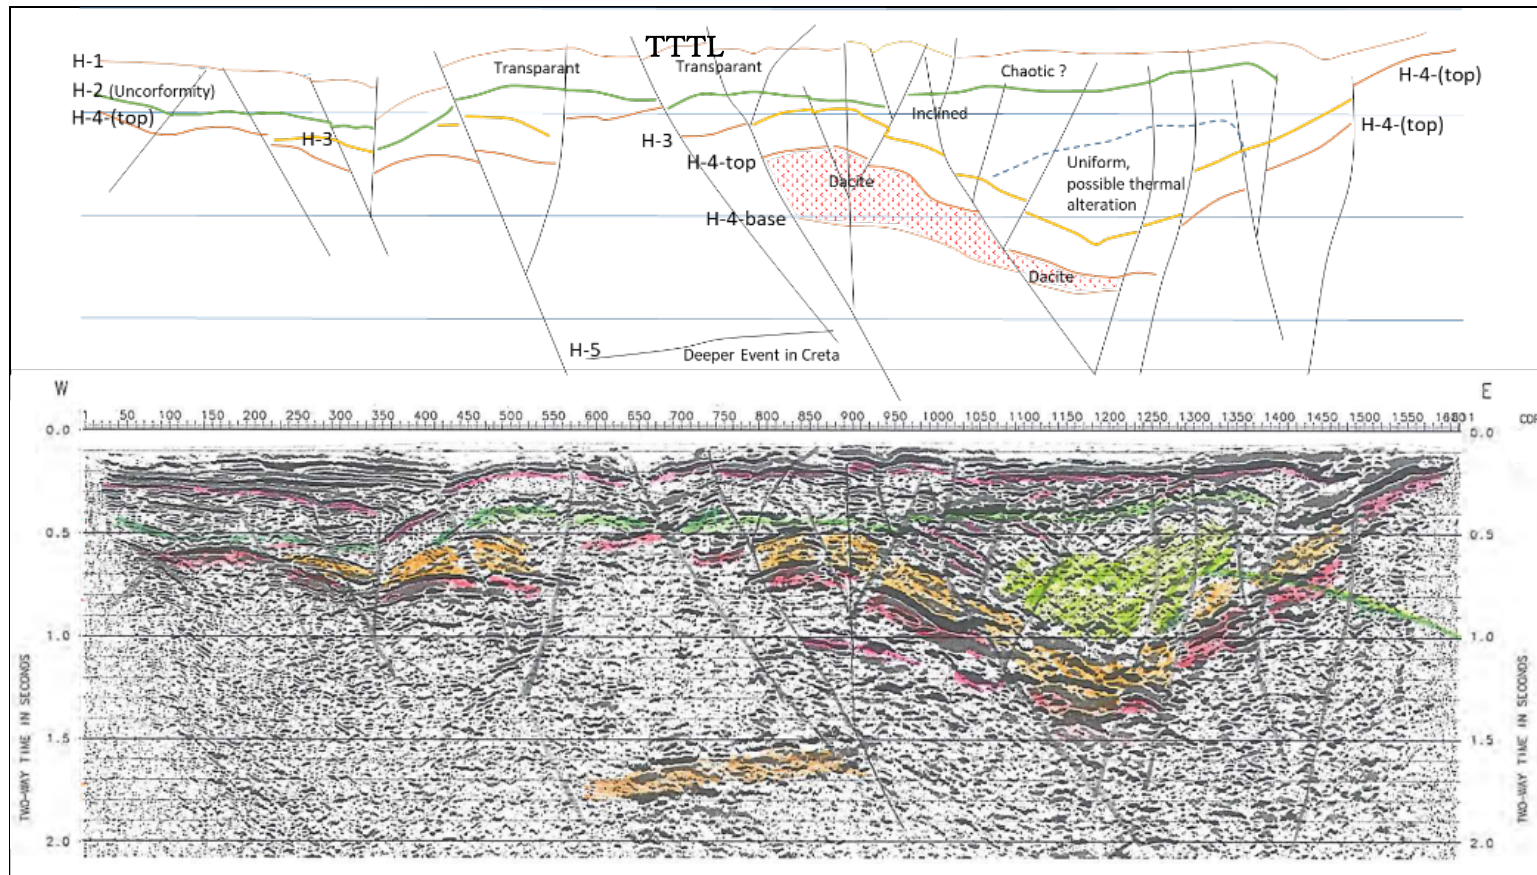 TTTL
H-1
Transparant
Transparant
Chaotic ?
H-4-(top)
H-2 (Uncorformity)
H-4-(top)
Inclined
H-4-(top)
H-3
H-3
H-4-top
Uniform,
possible thermal
alteration
Dacite
H-4-base
Dacite
H-5
Deeper Event in Creta
W
E
1 50 100 150 200 250 300 350 400 450 500 550 600 650 700 750 800 850 900 950 1000 1050 1100 1150 1200 1250 1300 1350 1400 1450 1500 1550
0.0
0.0
0.5
0.5
1.0
1.0
1.5
1.5
2.0
2.0
TWO-WAY TIME IN SECONDS
TWO-WAY TIME IN SECONDS